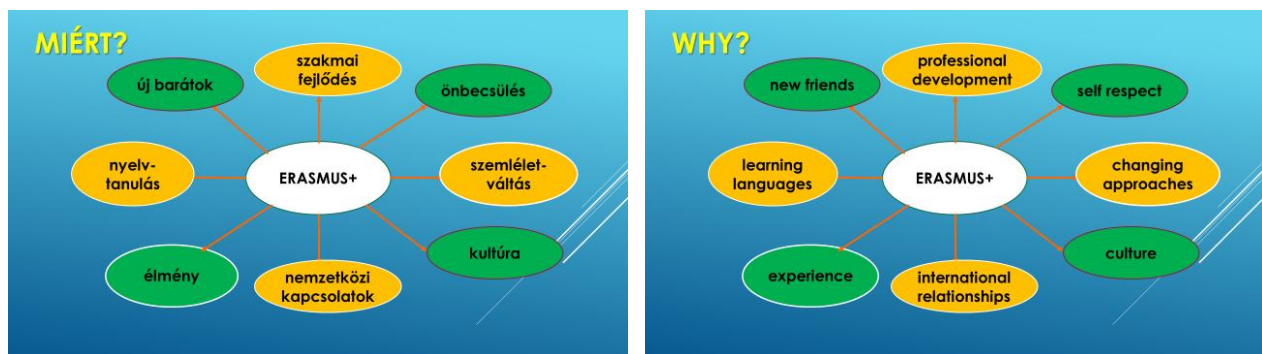 MIÉRT?
szakmai
fejlődés
új barátok
önbecsülés
nyelv-
tanulás
ERASMUS+
szemlélet-
váltás
élmény
nemzetközi
kapcsolatok
kultúra
WHY?
professional
development
new friends
self respect
learning
languages
ERASMUS+
changing
approaches
experience
international
relationships
culture